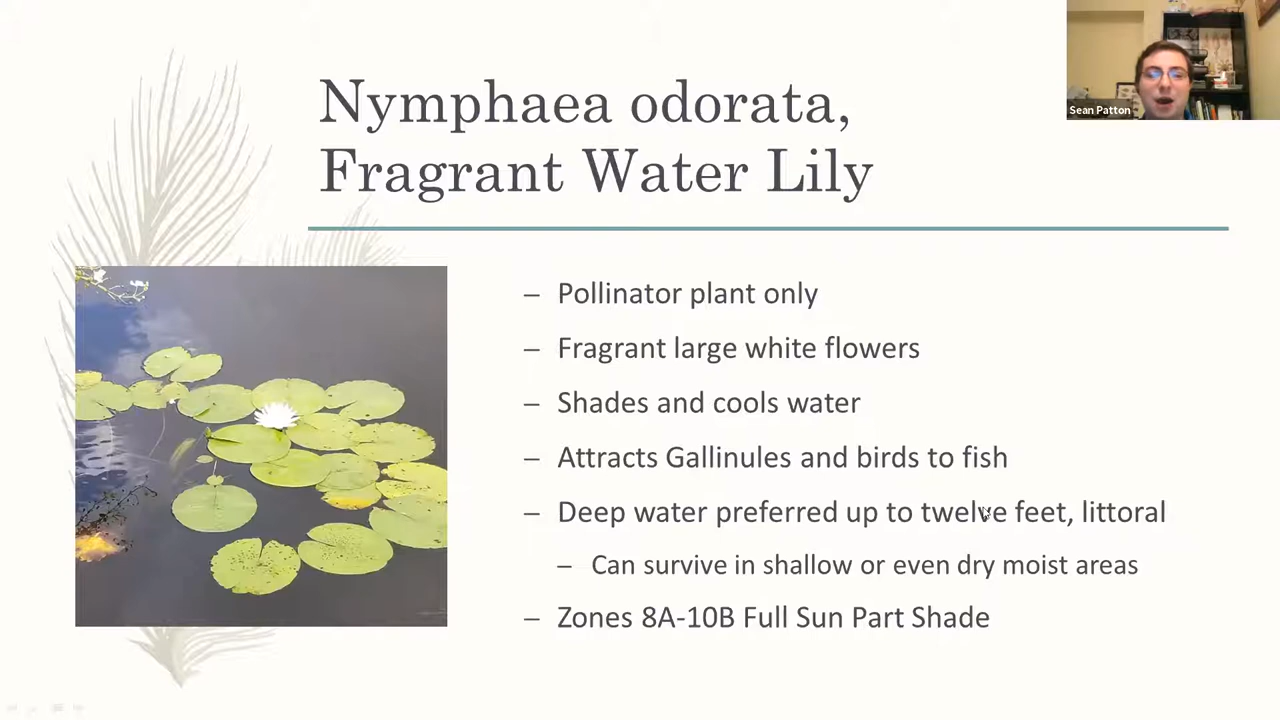 Nymphaea odorata,
Fragrant Water Lily
Sean Patton
– Pollinator plant only
– Fragrant large white flowers
– Shades and cools water
– Attracts Gallinules and birds to fish
– Deep water preferred up to twelve feet, littoral
– Can survive in shallow or even dry moist areas
– Zones 8A-10B Full Sun Part Shade